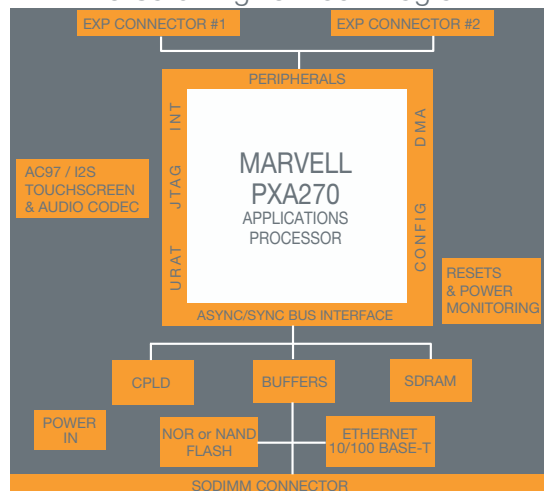 EXP CONNECTOR #1
EXP CONNECTOR #2
PERIPHERALS
INT
JTAG
URAT
DMA
CONFIG
MARVELL
PXA270
APPLICATIONS
PROCESSOR
AC97 / I2S
TOUCHSCREEN
& AUDIO CODEC
RESETS
& POWER
MONITORING
ASYNC/SYNC BUS INTERFACE
CPLD
BUFFERS
SDRAM
POWER
IN
NOR or NAND
FLASH
ETHERNET
10/100 BASE-T
SODIMM CONNECTOR